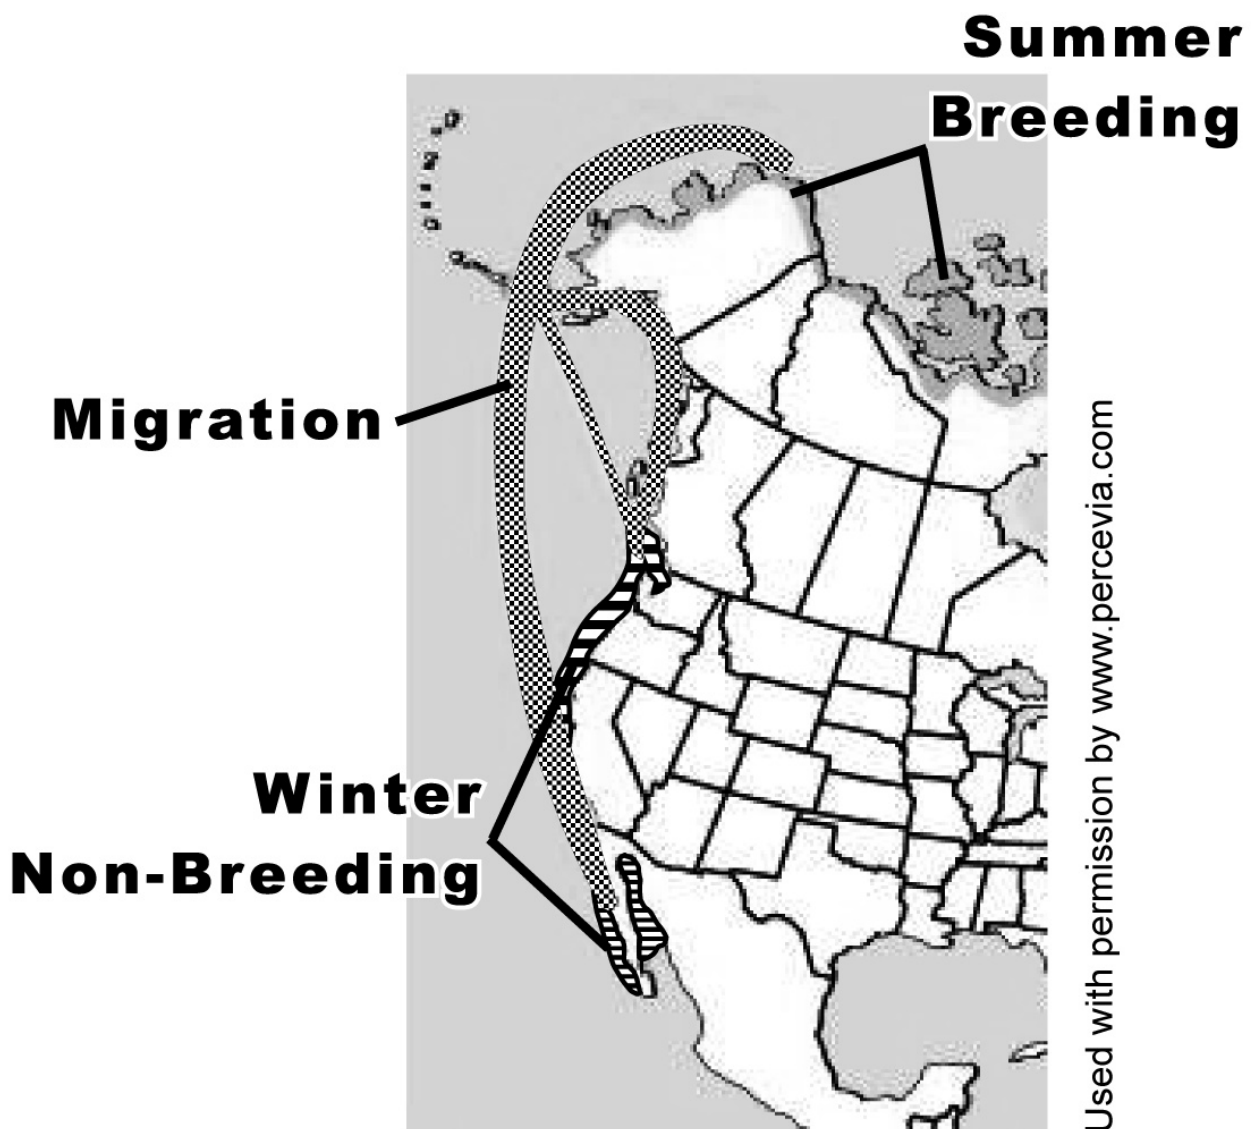 Summer
Breeding
Migration
Winter
Non-Breeding
Used with permission by www.percevia.com